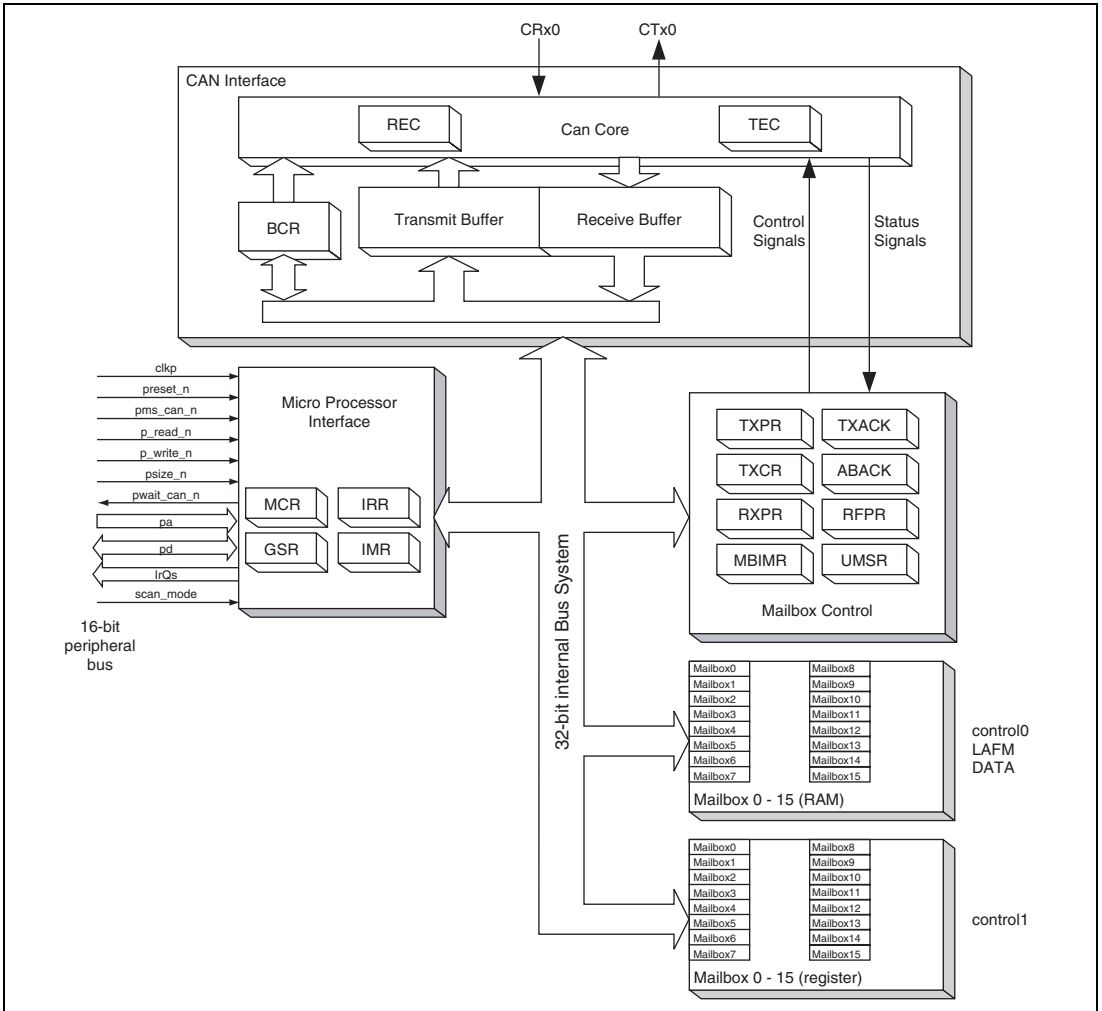 CRx0
CTx0
CAN Interface
REC
Can Core
TEC
BCR
Transmit Buffer
Receive Buffer
Control
Signals
Status
Signals
clkp
preset_n
pms_can_n
p_read_n
p_write_n
psize_n
pwait_can_n
pa
pd
IrQs
scan_mode
16-bit
peripheral
bus
Micro Processor
Interface
MCR
IRR
GSR
IMR
32-bit internal Bus System
TXPR
TXACK
TXCR
ABACK
RXPR
RFPR
MBIMR
UMSR
Mailbox Control
Mailbox0
Mailbox1
Mailbox2
Mailbox3
Mailbox4
Mailbox5
Mailbox6
Mailbox7
Mailbox8
Mailbox9
Mailbox10
Mailbox11
Mailbox12
Mailbox13
Mailbox14
Mailbox15
Mailbox 0 - 15 (RAM)
control0
LAFM
DATA
Mailbox0
Mailbox1
Mailbox2
Mailbox3
Mailbox4
Mailbox5
Mailbox6
Mailbox7
Mailbox8
Mailbox9
Mailbox10
Mailbox11
Mailbox12
Mailbox13
Mailbox14
Mailbox15
Mailbox 0 - 15 (register)
control1